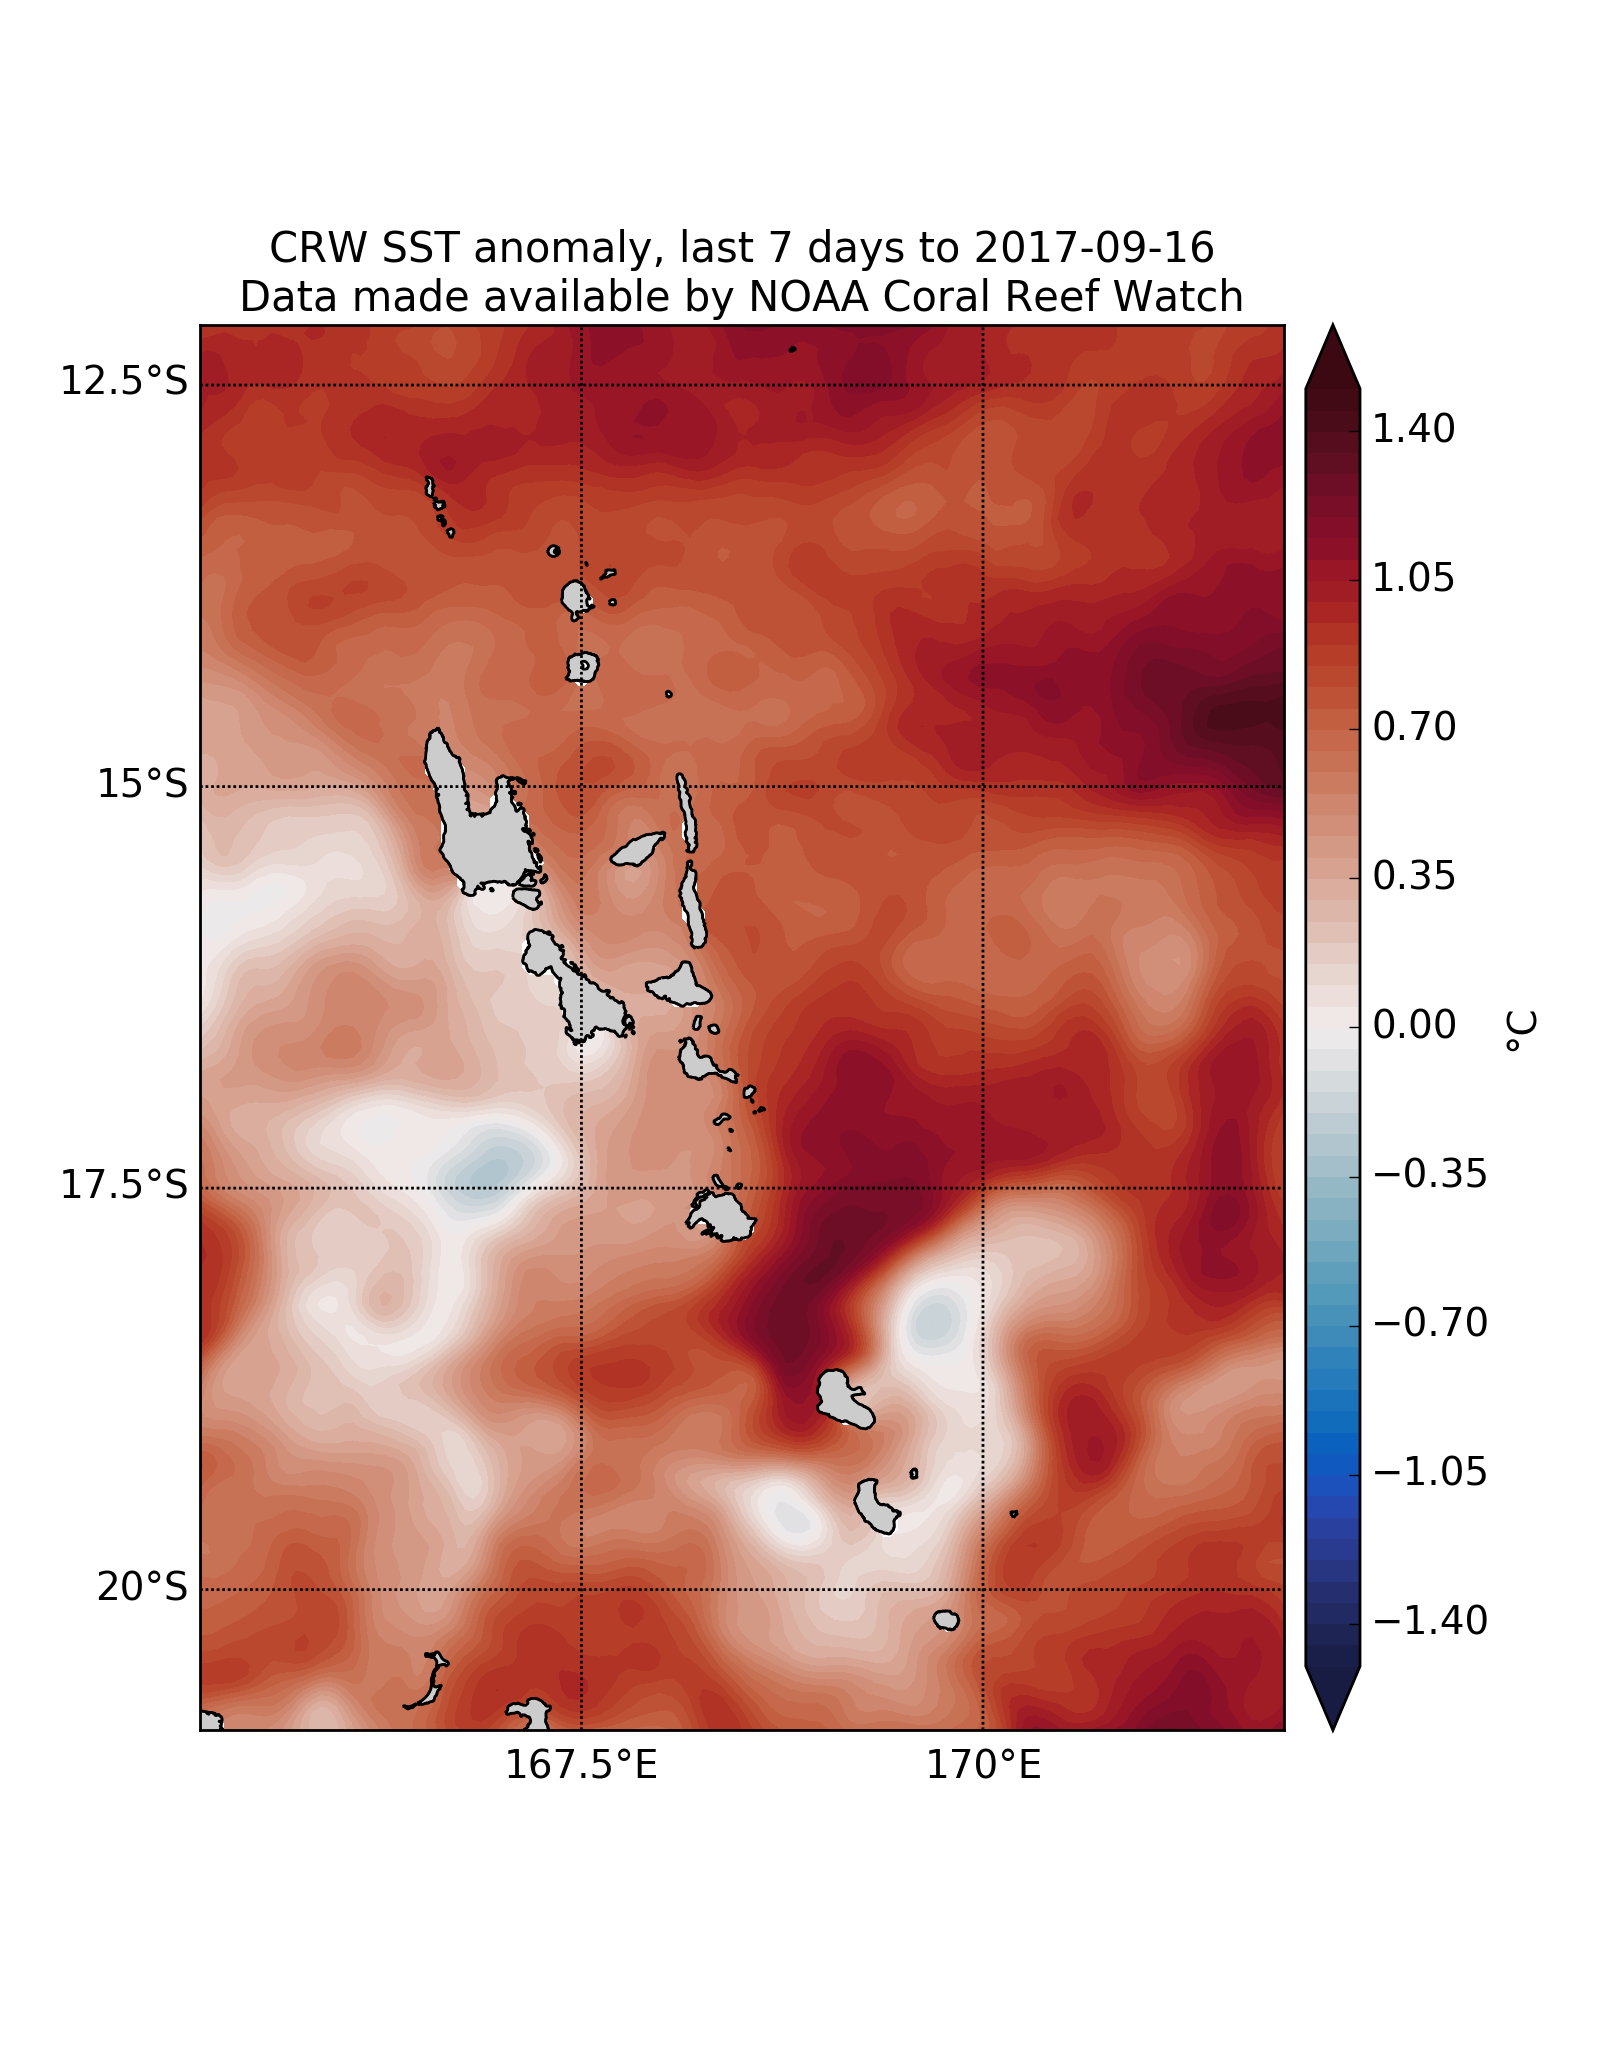 CRW SST anomaly, last 7 days to 2017-09-16
Data made available by NOAA Coral Reef Watch
12.5°S
15°S
17.5°S
20°S
167.5°E
170°E
1.40
1.05
0.70
0.35
0.00
−0.35
−0.70
−1.05
−1.40
°C